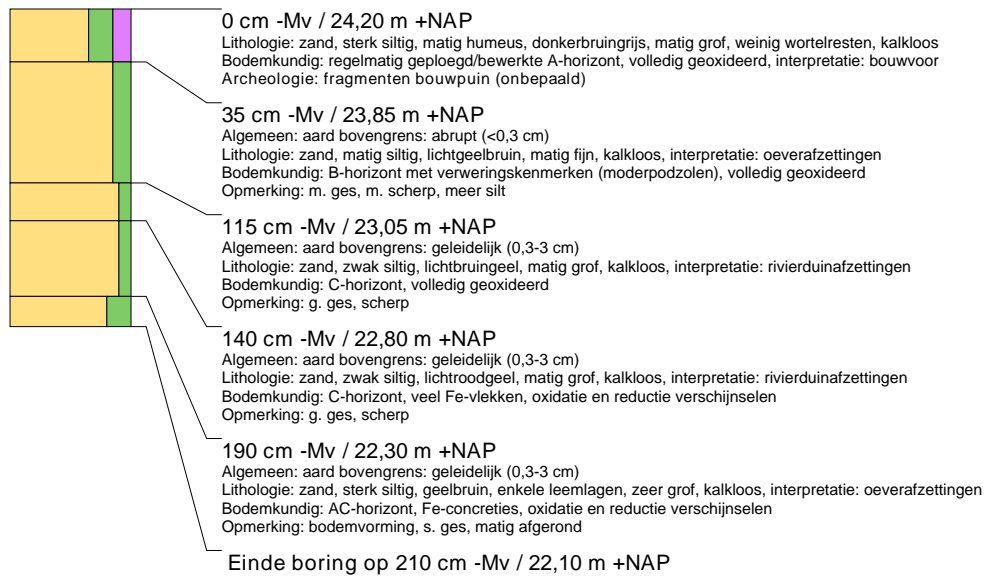 0 cm -Mv / 24,20 m +NAP
Lithologie: zand, sterk siltig, matig humeus, donkerbruingrijs, matig grof, weinig wortelresten, kalkloos
Bodemkundig: regelmatig geploegd/bewerkte A-horizont, volledig geoxideerd, interpretatie: bouwvoor
Archeologie: fragmenten bouwpuin (onbepaald)
35 cm -Mv / 23,85 m +NAP
Algemeen: aard bovengrens: abrupt (<0,3 cm)
Lithologie: zand, matig siltig, lichtgeelbruin, matig fijn, kalkloos, interpretatie: oeverafzettingen
Bodemkundig: B-horizont met verweringskenmerken (moderpodzolen), volledig geoxideerd
Opmerking: m. ges, m. scherp, meer silt
115 cm -Mv / 23,05 m +NAP
Algemeen: aard bovengrens: geleidelijk (0,3-3 cm)
Lithologie: zand, zwak siltig, lichtbruingeel, matig grof, kalkloos, interpretatie: rivierduinafzettingen
Bodemkundig: C-horizont, volledig geoxideerd
Opmerking: g. ges, scherp
140 cm -Mv / 22,80 m +NAP
Algemeen: aard bovengrens: geleidelijk (0,3-3 cm)
Lithologie: zand, zwak siltig, lichtroodgeel, matig grof, kalkloos, interpretatie: rivierduinafzettingen
Bodemkundig: C-horizont, veel Fe-vlekken, oxidatie en reductie verschijnselen
Opmerking: g. ges, scherp
190 cm -Mv / 22,30 m +NAP
Algemeen: aard bovengrens: geleidelijk (0,3-3 cm)
Lithologie: zand, sterk siltig, geelbruin, enkele leemlagen, zeer grof, kalkloos, interpretatie: oeverafzettingen
Bodemkundig: AC-horizont, Fe-concreties, oxidatie en reductie verschijnselen
Opmerking: bodemvorming, s. ges, matig afgerond
Einde boring op 210 cm -Mv / 22,10 m +NAP